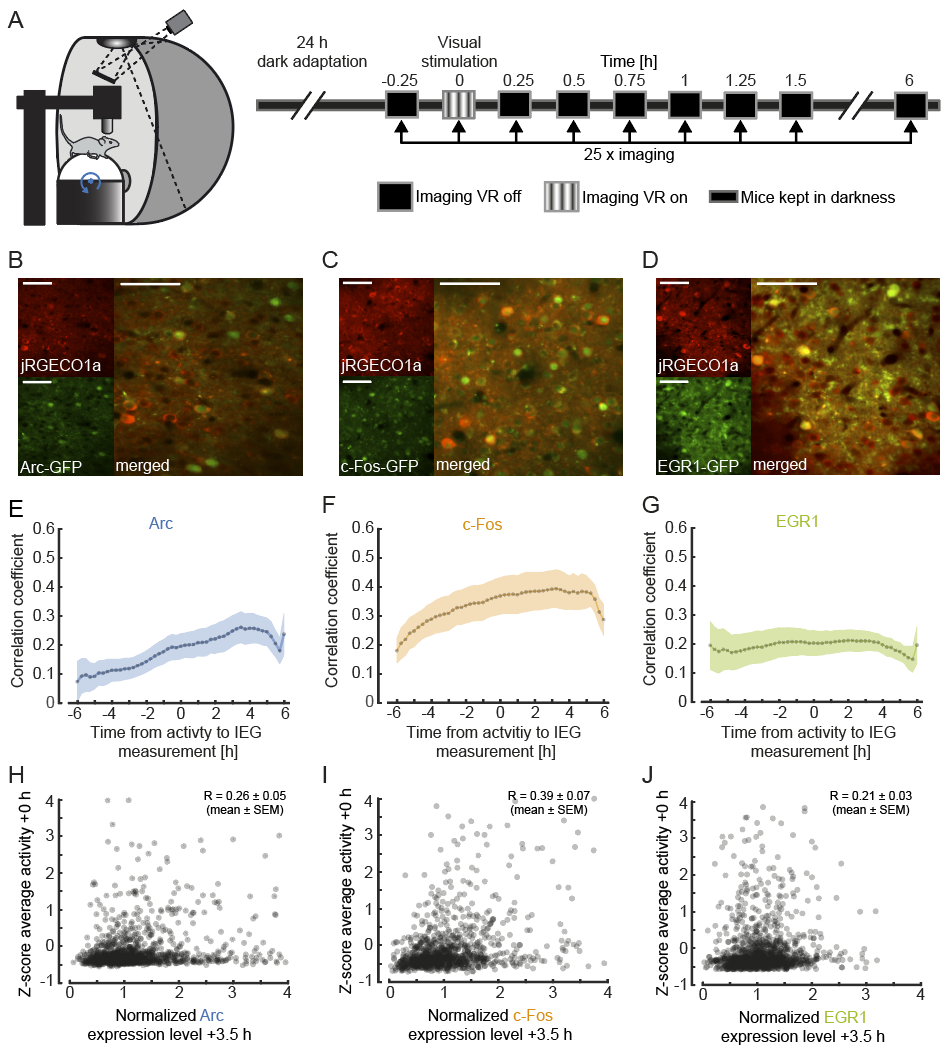 A
24 h
dark adaptation
Visual
stimulation
Time [h]
-0.25 0 0.25 0.5 0.75 1 1.25 1.5 6
25 x imaging
Imaging VR off Imaging VR on Mice kept in darkness
B C D
jRGECO1a
Arc-GFP merged
jRGECO1a
c-Fos-GFP merged
jRGECO1a
EGR1-GFP merged
E
Arc
Correlation coefficient
0.6
0.5
0.4
0.3
0.2
0.1
0
-6 -4 -2 0 2 4 6
Time from activty to IEG
measurement [h]
F
c-Fos
Correlation coefficient
0.6
0.5
0.4
0.3
0.2
0.1
0
-6 -4 -2 0 2 4 6
Time from actitiy to IEG
measurement [h]
G
EGR1
Correlation coefficient
0.6
0.5
0.4
0.3
0.2
0.1
0
-6 -4 -2 0 2 4 6
Time from activity to IEG
measurement [h]
H
R = 0.26 ± 0.05
(mean ± SEM)
Z-score average activity +0 h
4
3
2
1
0
-1
0 1 2 3 4
Normalized Arc
expression level +3.5 h
I
R = 0.39 ± 0.07
(mean ± SEM)
Z-score average activity +0 h
4
3
2
1
0
-1
0 1 2 3 4
Normalized c-Fos
expression level +3.5 h
J
R = 0.21 ± 0.03
(mean ± SEM)
Z-score average activity +0 h
4
3
2
1
0
-1
0 1 2 3 4
Normalized EGR1
expression level +3.5 h